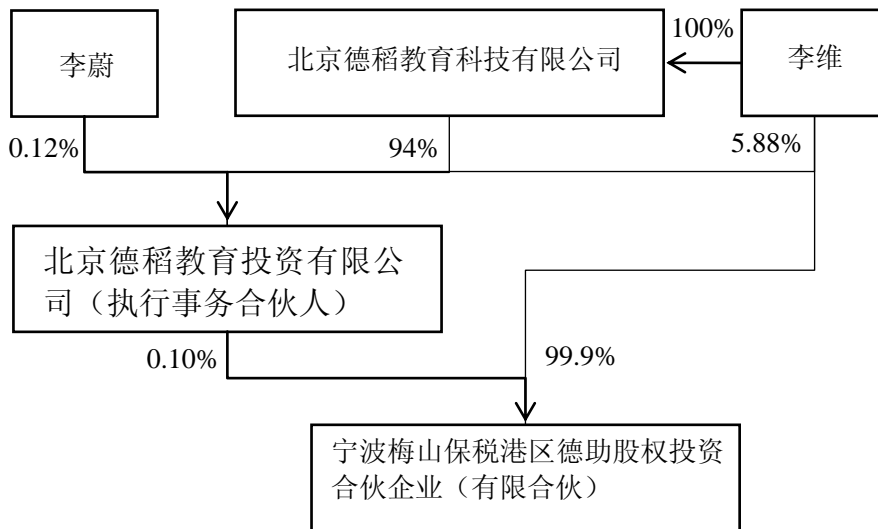 李蔚
北京德稻教育科技有限公司
100%
李维
0.12%
94%
5.88%
北京德稻教育投资有限公
司（执行事务合伙人）
0.10%
99.9%
宁波梅山保税港区德助股权投资
合伙企业（有限合伙）